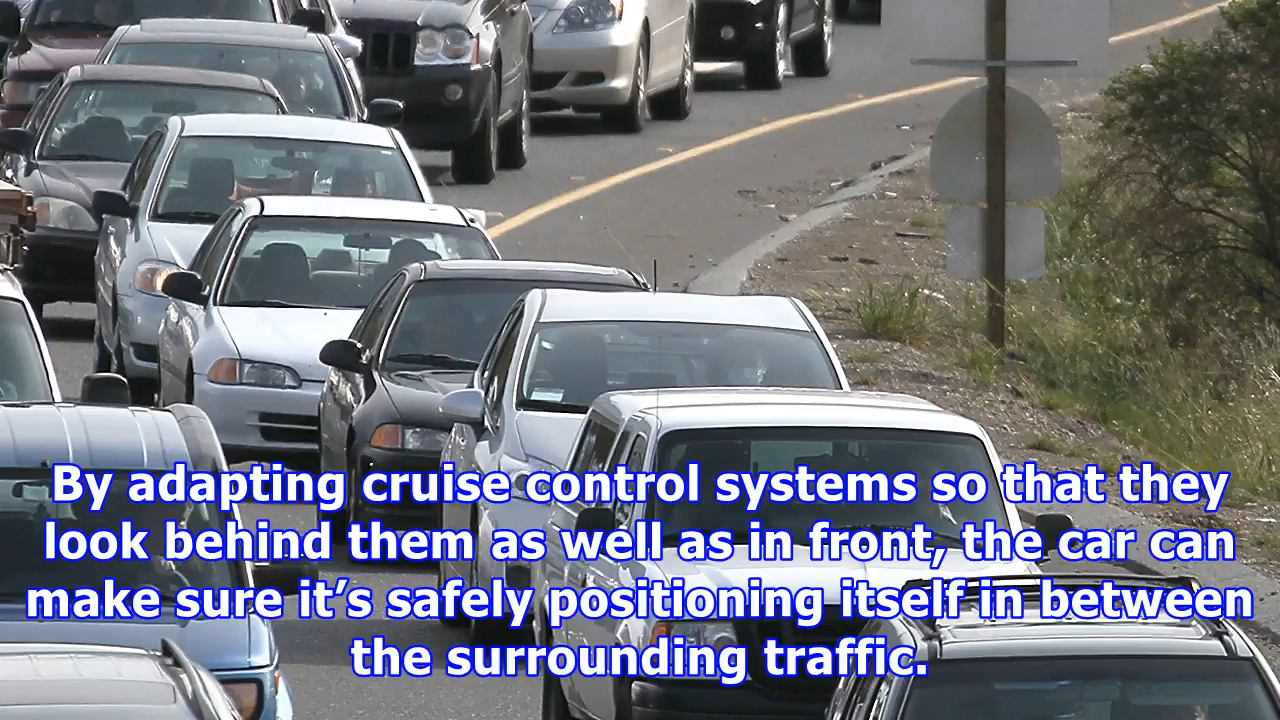 By adapting cruise control systems so that they
look behind them as well as in front, the car can
make sure it’s safely positioning itself in between
the surrounding traffic.